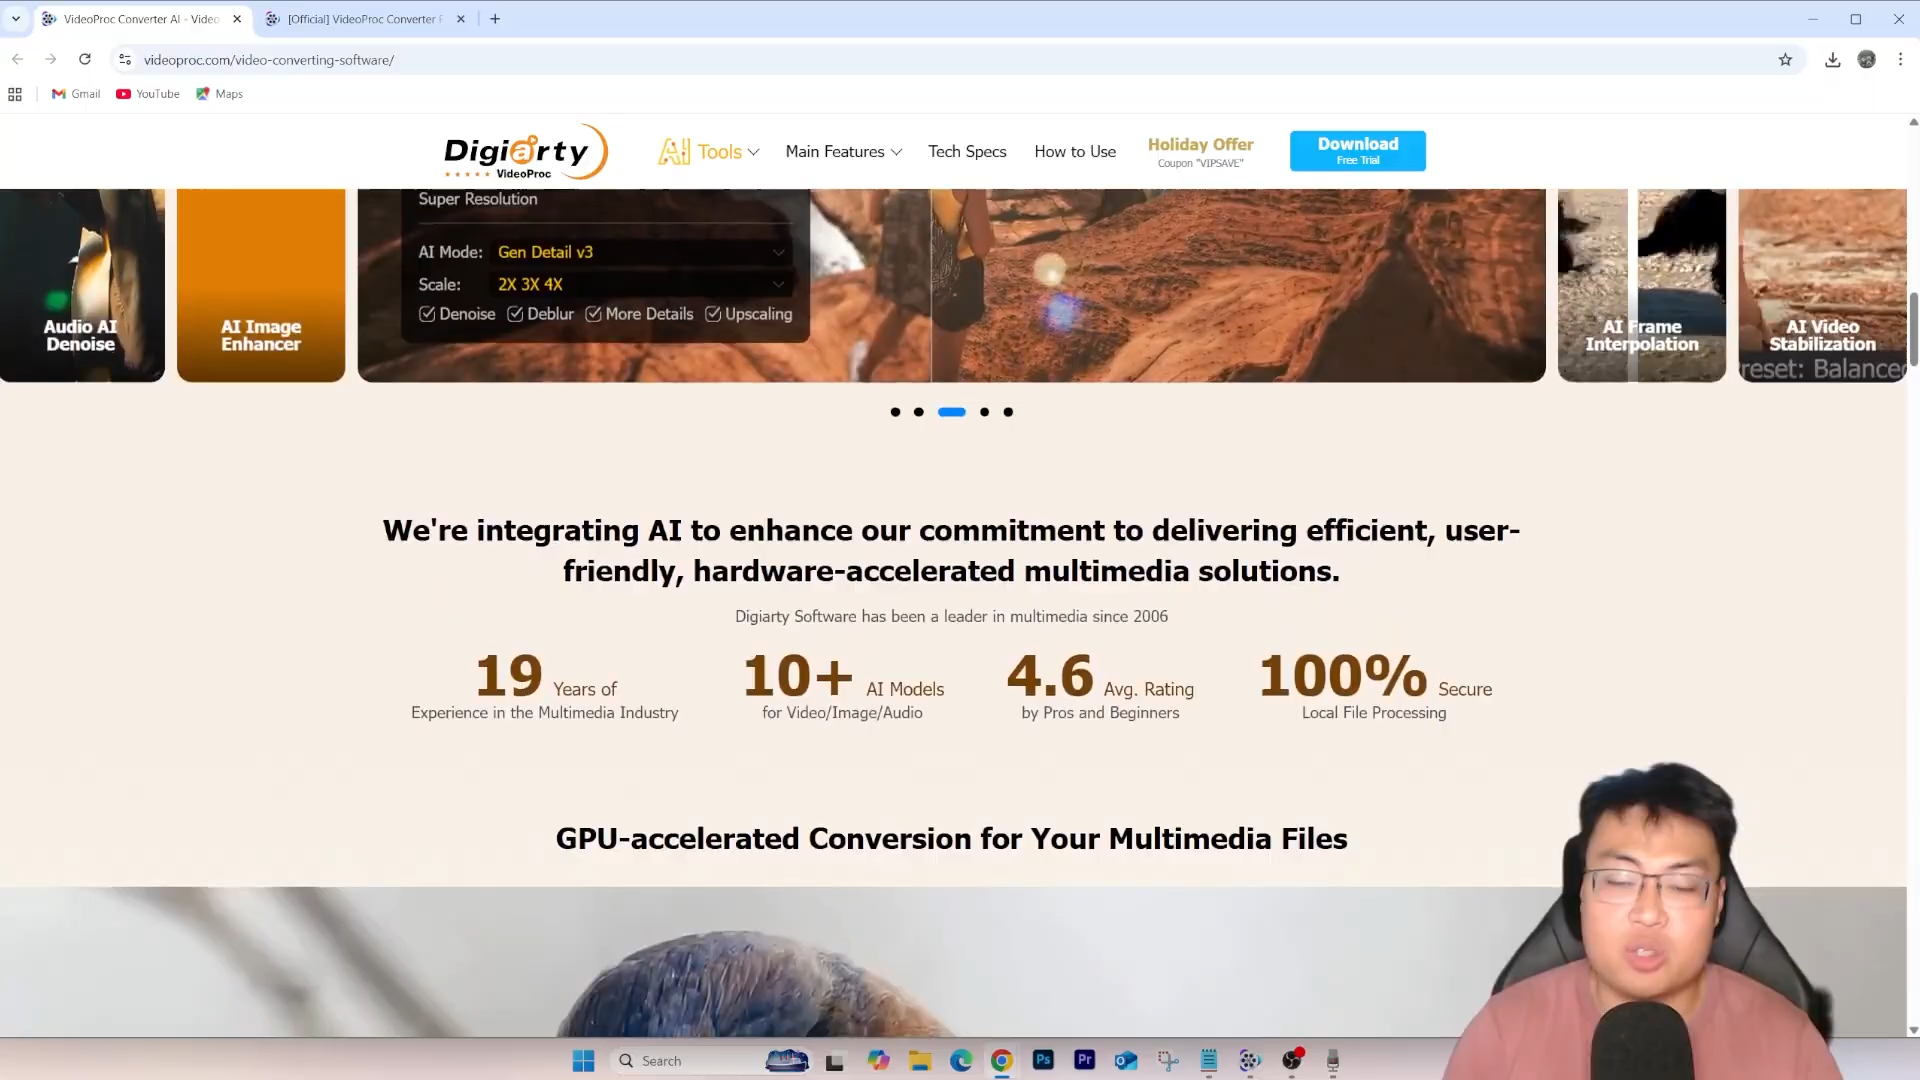 VideoProc Converter AI - Video
[Official] VideoProc Converter
videoproc.com/video-converting-software/
Gmail
YouTube
Maps
Digiarty
VideoProc
AI Tools
Main Features
Tech Specs
How to Use
Holiday Offer
Coupon "VIPSAVE"
Download
Free Trial
Super Resolution
AI Mode: Gen Detail v3
Scale: 2X 3X 4X
Denoise Deblur More Details Upscaling
Audio AI
Denoise
AI Image
Enhancer
AI Frame
Interpolation
AI Video
Stabilization
reset: Balanced
We're integrating AI to enhance our commitment to delivering efficient, user-
friendly, hardware-accelerated multimedia solutions.
Digiarty Software has been a leader in multimedia since 2006
19 Years of
Experience in the Multimedia Industry
10+ AI Models
for Video/Image/Audio
4.6 Avg. Rating
by Pros and Beginners
100% Secure
Local File Processing
GPU-accelerated Conversion for Your Multimedia Files
Search
Ps
Pr